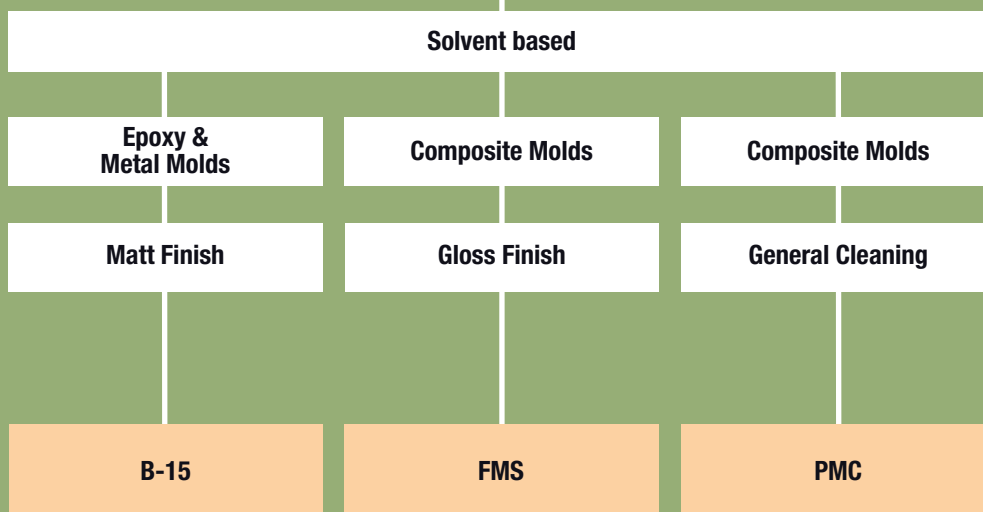 Solvent based
Epoxy &
Metal Molds
Composite Molds
Composite Molds
Matt Finish
Gloss Finish
General Cleaning
B-15
FMS
PMC